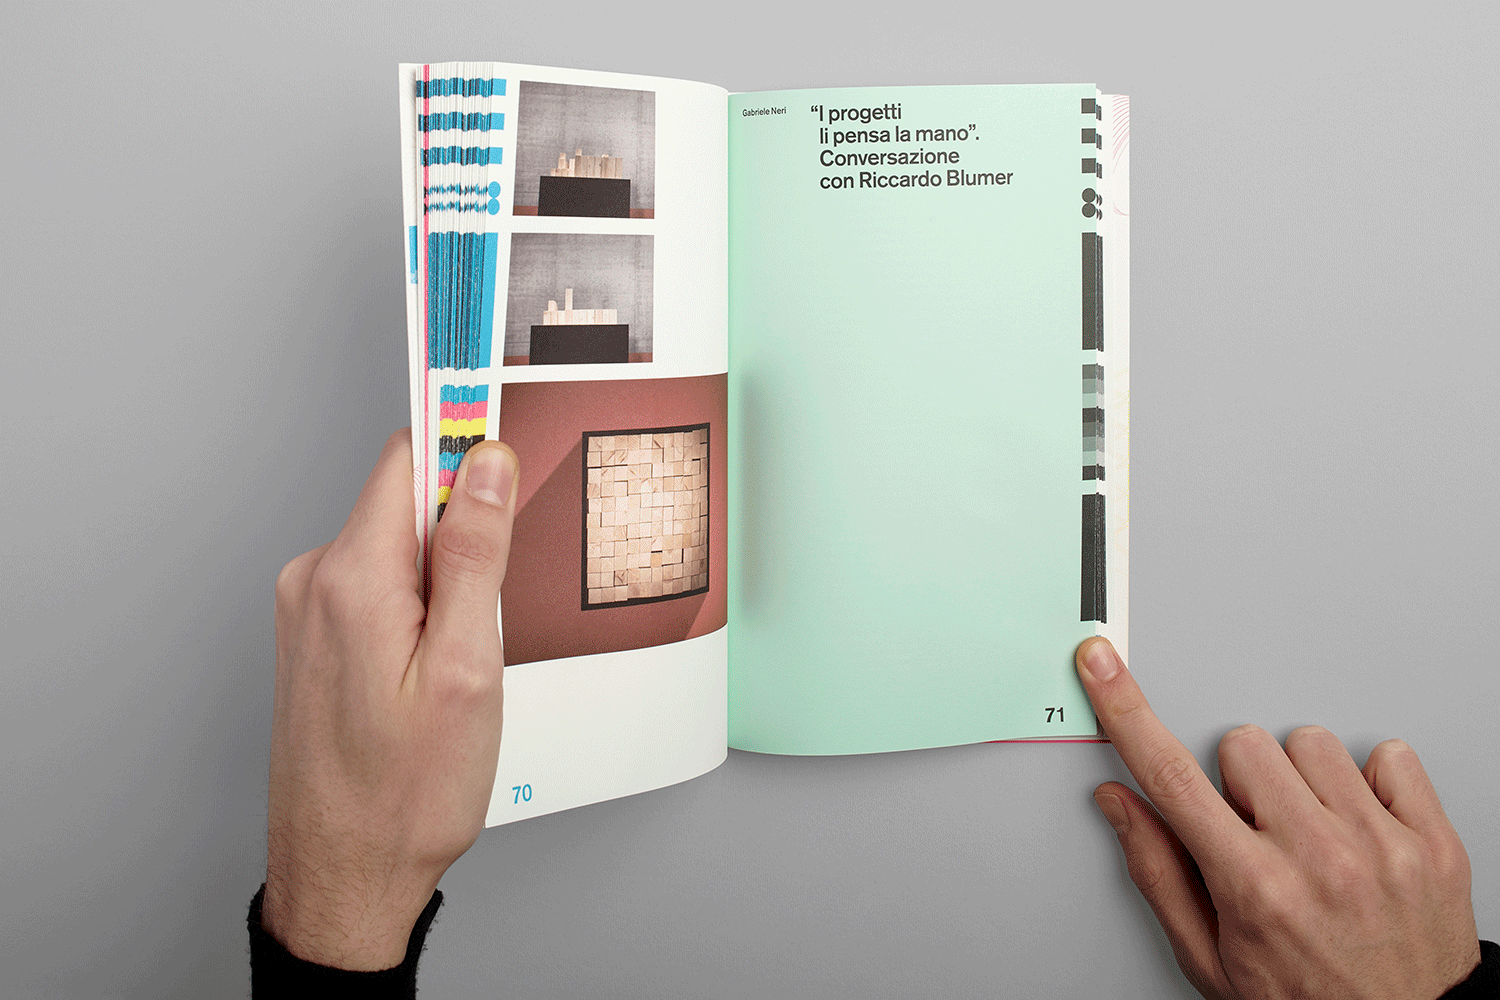 Gabriele Neri
“I progetti
li pensa la mano”.
Conversazione
con Riccardo Blumer
70
71